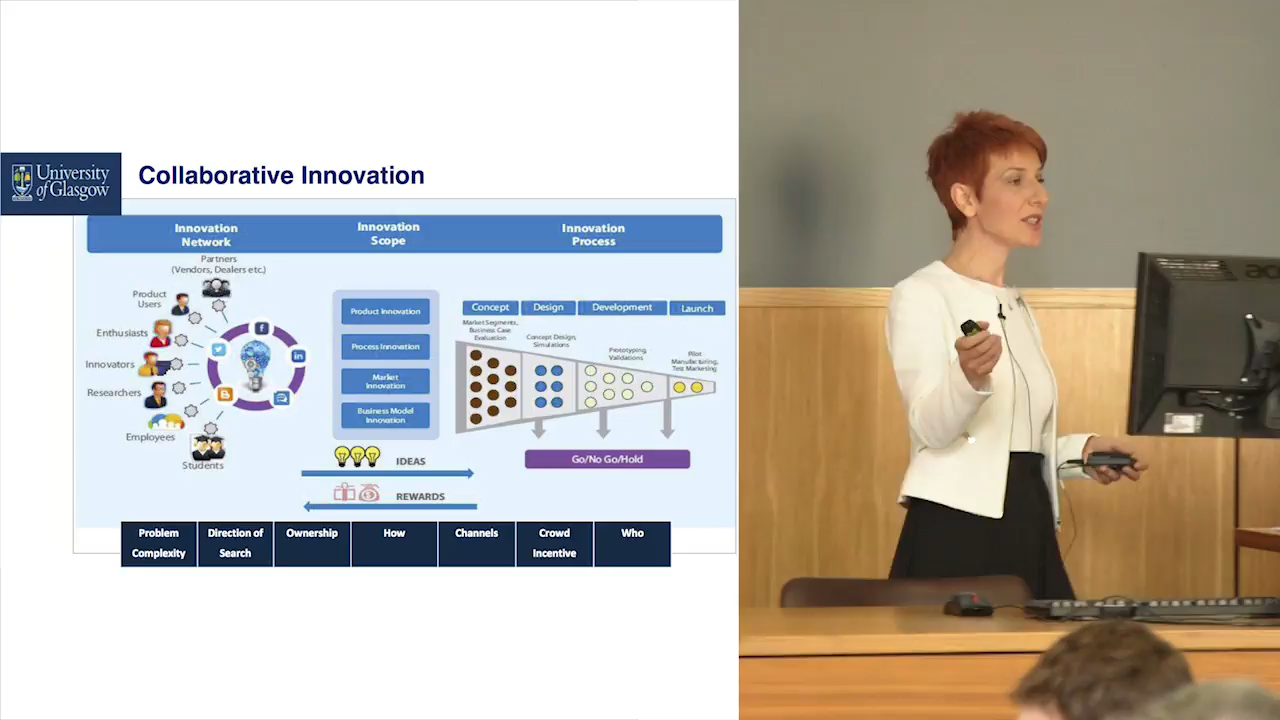 University
of Glasgow
Collaborative Innovation
Innovation
Network
Innovation
Scope
Innovation
Process
Partners
(Vendors, Dealers etc.)
Product
Users
Enthusiasts
Innovators
Researchers
Employees
Students
Product Innovation
Process Innovation
Market
Innovation
Business Model
Innovation
Concept
Design
Development
Launch
Market Segments,
Business Case
Evaluation
Concept Design,
Simulations
Prototyping,
Validations
Pilot
Manufacturing,
Test Marketing
Go/No Go/Hold
IDEAS
REWARDS
Problem
Complexity
Direction of
Search
Ownership
How
Channels
Crowd
Incentive
Who